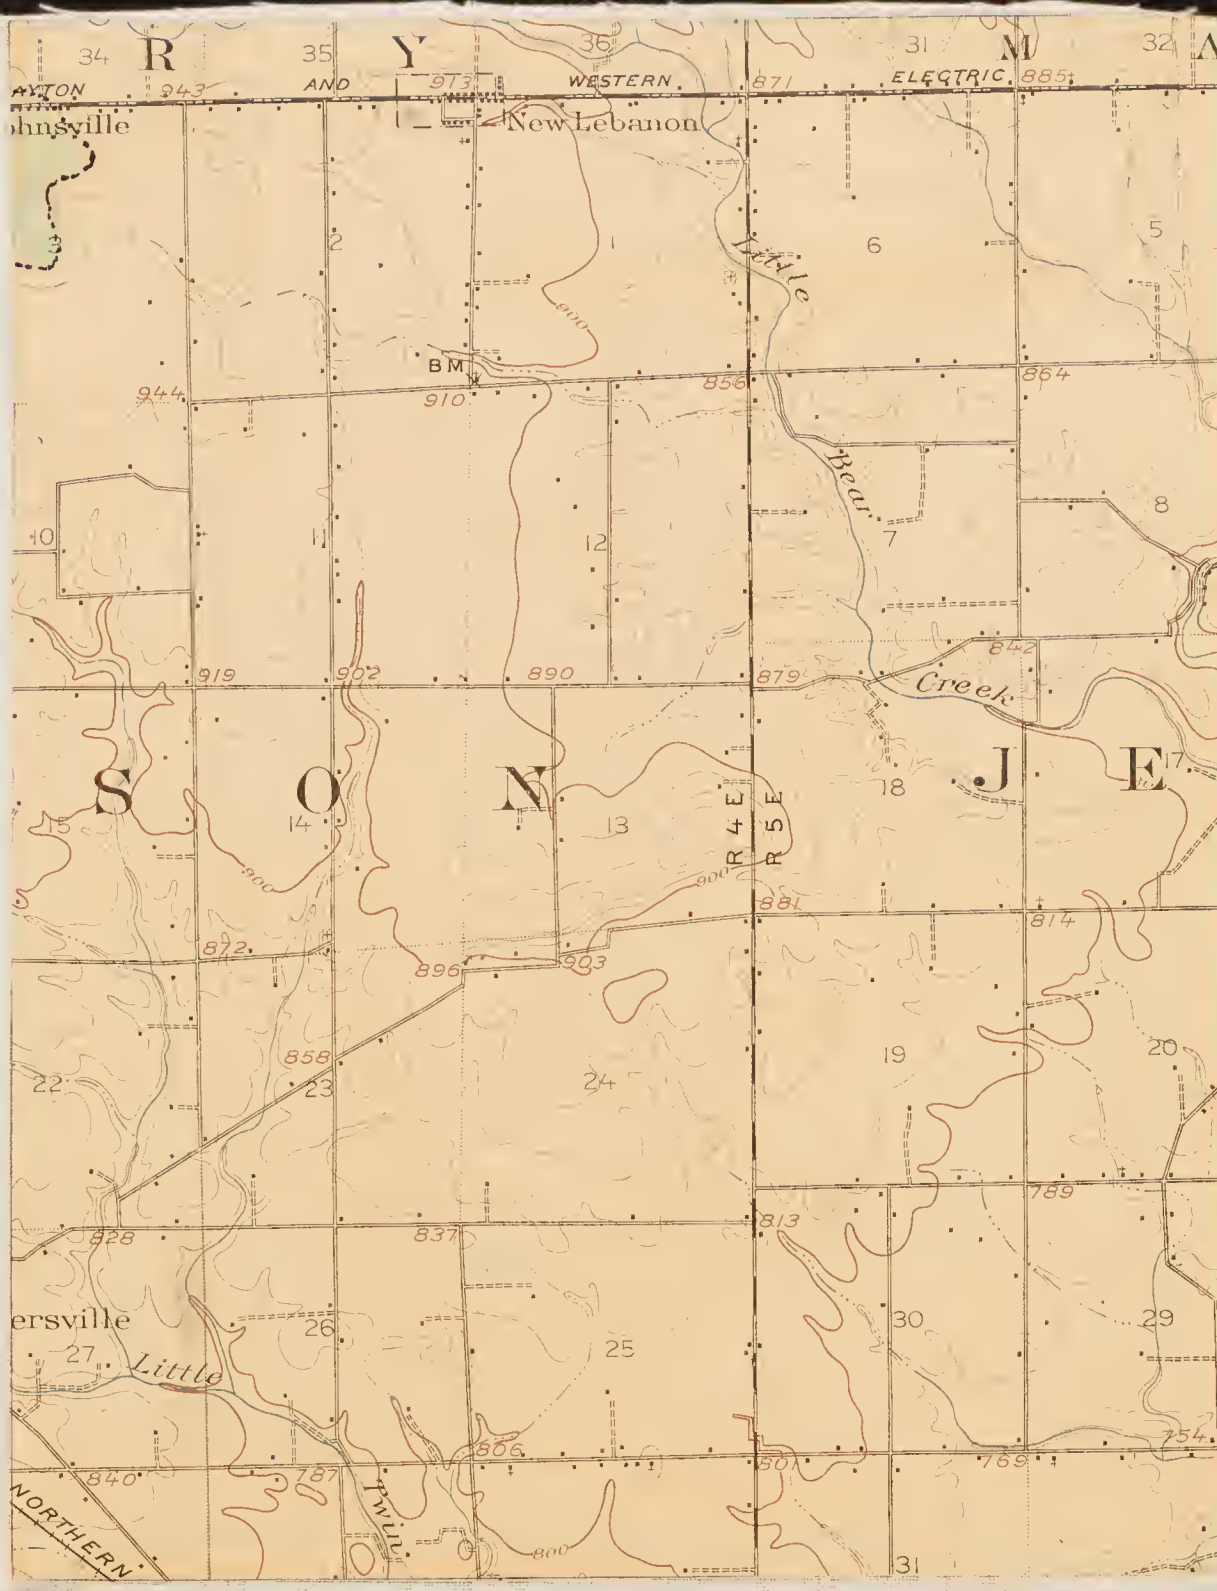 34 R 35 Y 36 31 M 32 A
AYTON 943 AND 913 WESTERN 871 ELECTRIC 885
ohnsville New Lebanon
3 2 1 Little 6 5
900
BM
944 910 856 864
Bear
10 11 12 7 8
842
919 902 890 879 Creek
S O N J E 17
15 14 13 R 4 E R 5 E 18
900 900
881 814
872 896 903
858 19 20
22 23 24
789
828 837 813
ersville 26 25 30 29
27 Little
806 754
840 787 801 769
NORTHERN Twin 800
31